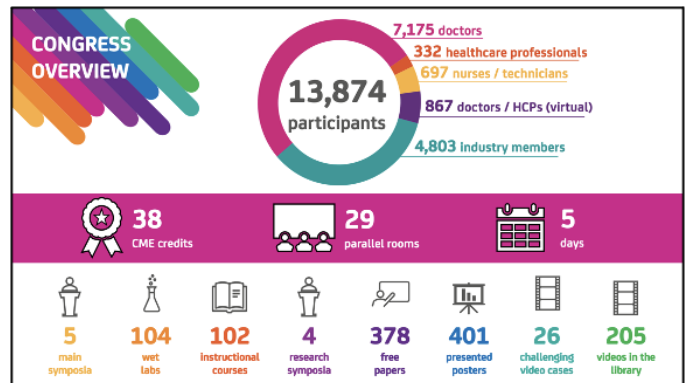 CONGRESS
OVERVIEW
13,874
participants
7,175 doctors
332 healthcare professionals
697 nurses / technicians
867 doctors / HCPs (virtual)
4,803 industry members
38
CME credits
29
parallel rooms
5
days
5
main
symposia
104
wet
labs
102
instructional
courses
4
research
symposia
378
free
papers
401
presented
posters
26
challenging
video cases
205
videos in the
library